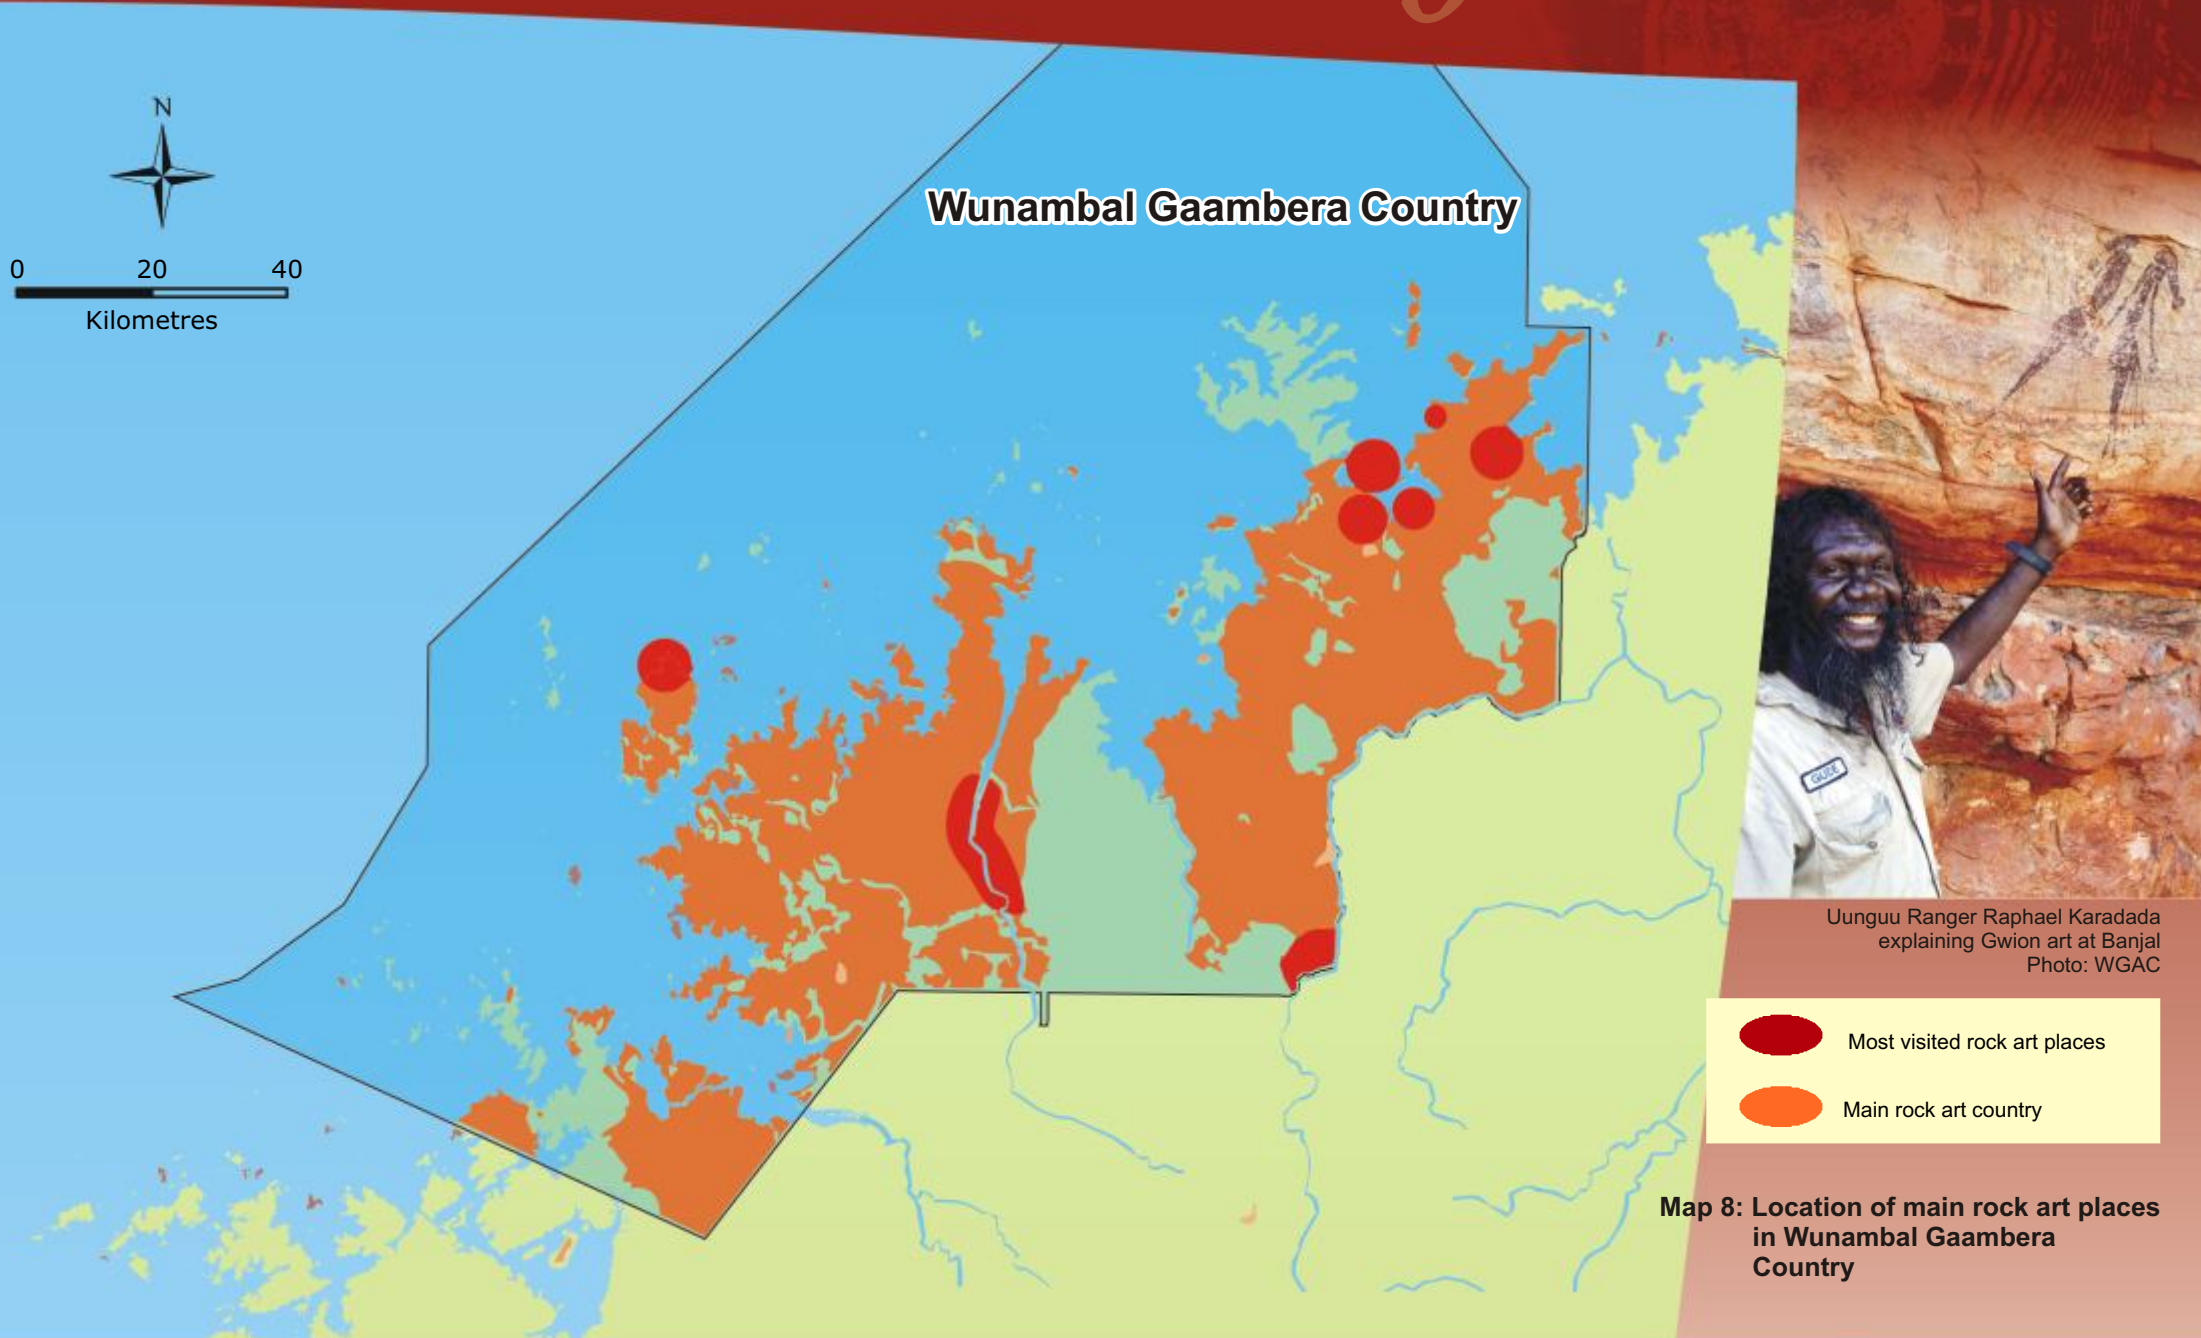 N
Wunambal Gaambera Country
0 20 40
Kilometres
GUIDE
Uunguu Ranger Raphael Karadada
explaining Gwion art at Banjal
Photo: WGAC
Most visited rock art places
Main rock art country
Map 8: Location of main rock art places
in Wunambal Gaambera
Country